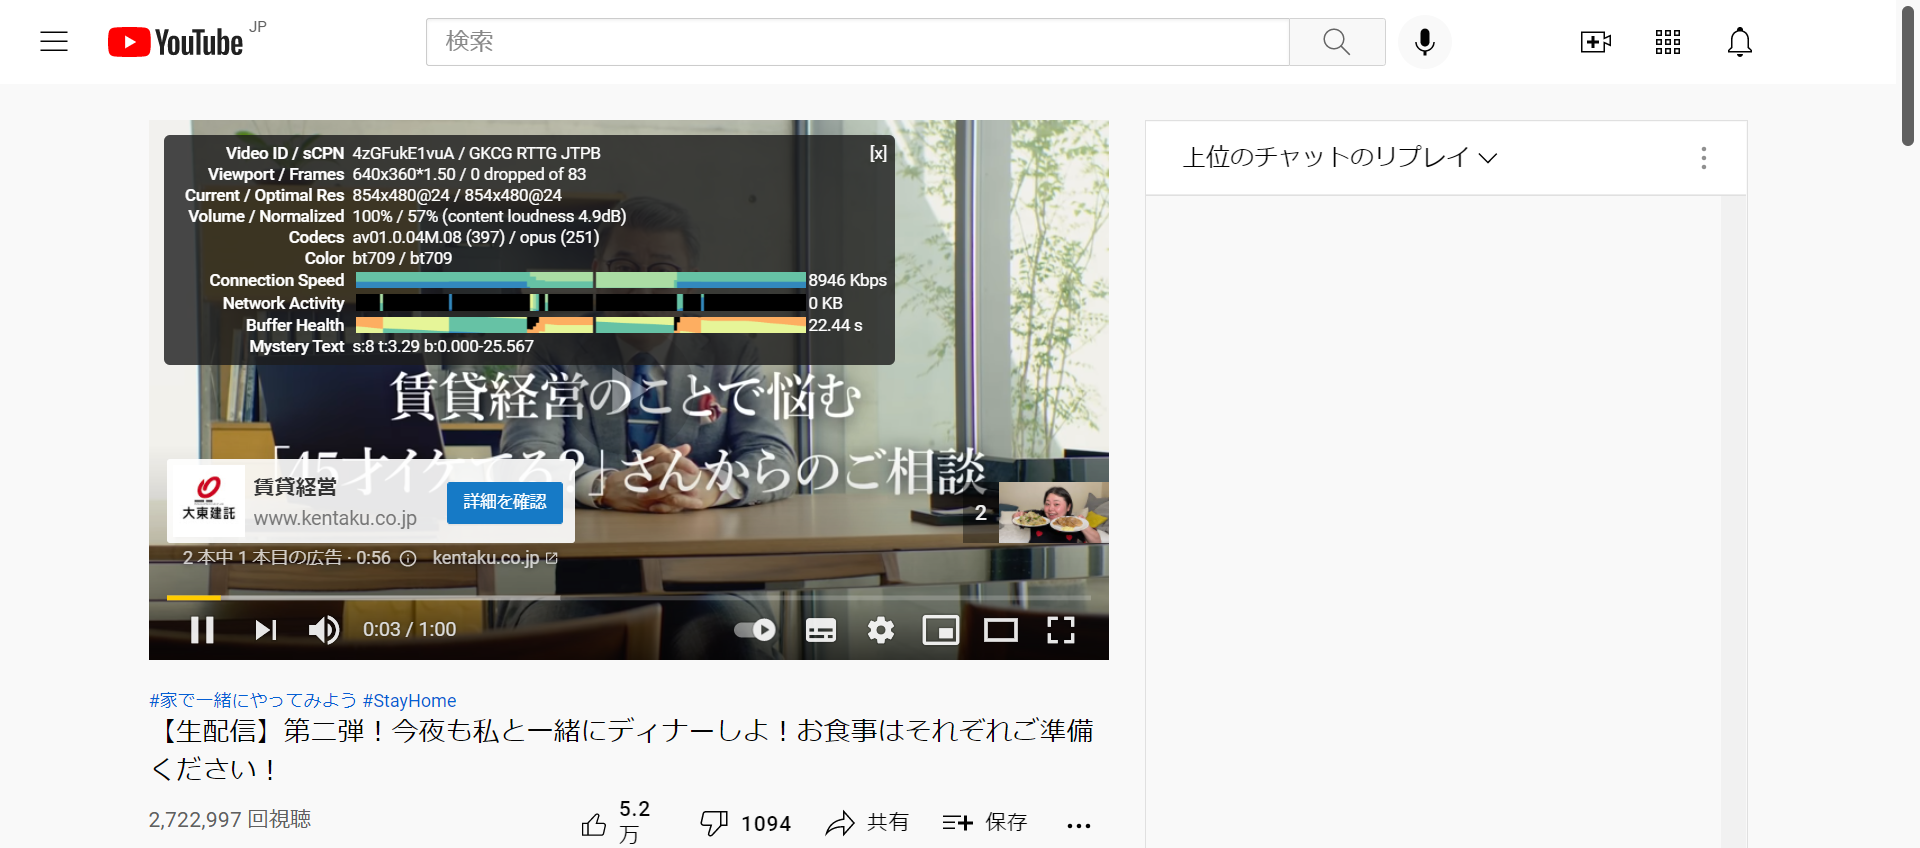 YouTube JP
検索
Video ID / sCPN 4zGFukE1vuA / GKCG RTTG JTPB [x]
Viewport / Frames 640x360*1.50 / 0 dropped of 83
Current / Optimal Res 854x480@24 / 854x480@24
Volume / Normalized 100% / 57% (content loudness 4.9dB)
Codecs av01.0.04M.08 (397) / opus (251)
Color bt709 / bt709
Connection Speed 8946 Kbps
Network Activity 0 KB
Buffer Health 22.44 s
Mystery Text s:8 t:3.29 b:0.000-25.567
賃貸経営のことで悩む
「45才イケてる?」さんからのご相談
大東建託
賃貸経営
www.kentaku.co.jp
詳細を確認
2
2 本中 1 本目の広告 · 0:56 kentaku.co.jp
0:03 / 1:00
上位のチャットのリプレイ
#家で一緒にやってみよう #StayHome
【生配信】第二弾！今夜も私と一緒にディナーしよ！お食事はそれぞれご準備
ください！
2,722,997 回視聴
5.2
万
1094
共有
保存